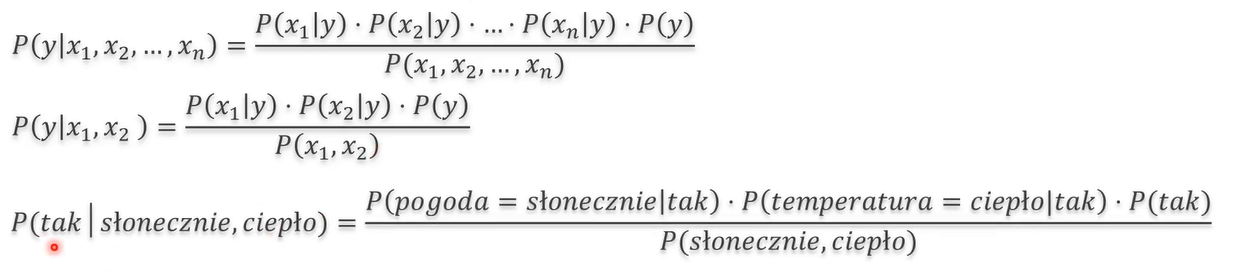 P(y|x₁, x₂, … , xₙ) = P(x₁|y) · P(x₂|y) · … · P(xₙ|y) · P(y) / P(x₁, x₂, … , xₙ)
P(y|x₁, x₂ ) = P(x₁|y) · P(x₂|y) · P(y) / P(x₁, x₂)
P(tak | słonecznie, ciepło) = P(pogoda = słonecznie|tak) · P(temperatura = ciepło|tak) · P(tak) / P(słonecznie, ciepło)